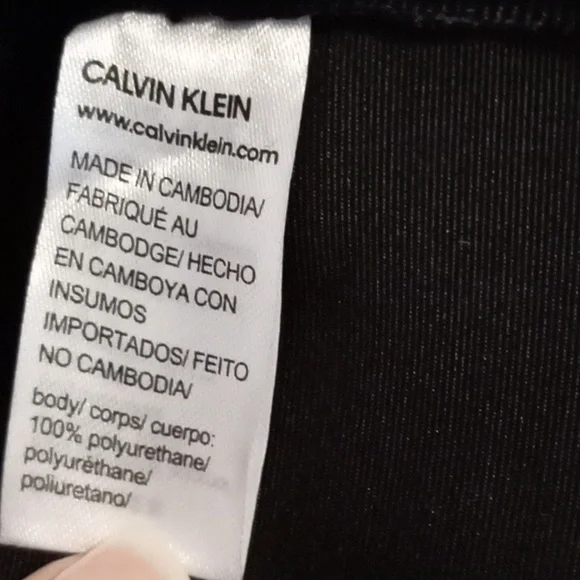 CALVIN KLEIN
www.calvinklein.com
MADE IN CAMBODIA/
FABRIQUÉ AU
CAMBODGE/ HECHO
EN CAMBOYA CON
INSUMOS
IMPORTADOS/ FEITO
NO CAMBODIA/
body/ corps/ cuerpo:
100% polyurethane/
polyuréthane/
poliuretano/